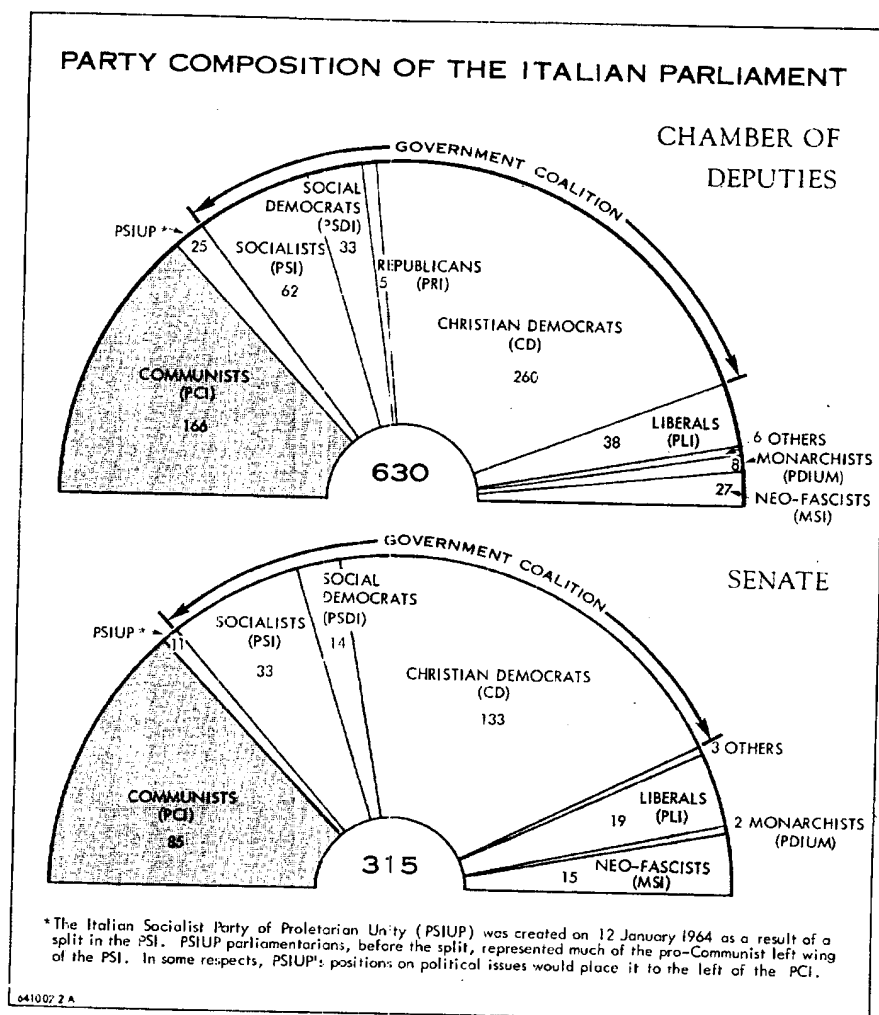 PARTY COMPOSITION OF THE ITALIAN PARLIAMENT
CHAMBER OF
DEPUTIES
GOVERNMENT COALITION
PSIUP *
25
SOCIALISTS
(PSI)
62
SOCIAL
DEMOCRATS
(PSDI)
33
REPUBLICANS
5 (PRI)
CHRISTIAN DEMOCRATS
(CD)
260
COMMUNISTS
(PCI)
166
38
LIBERALS
(PLI)
6 OTHERS
8
MONARCHISTS
(PDIUM)
27
NEO-FASCISTS
(MSI)
630
SENATE
GOVERNMENT COALITION
PSIUP *
11
SOCIALISTS
(PSI)
33
SOCIAL
DEMOCRATS
(PSDI)
14
CHRISTIAN DEMOCRATS
(CD)
133
3 OTHERS
COMMUNISTS
(PCI)
85
19
LIBERALS
(PLI)
2 MONARCHISTS
(PDIUM)
15
NEO-FASCISTS
(MSI)
315
*The Italian Socialist Party of Proletarian Unity (PSIUP) was created on 12 January 1964 as a result of a
split in the PSI. PSIUP parliamentarians, before the split, represented much of the pro-Communist left wing
of the PSI. In some respects, PSIUP's positions on political issues would place it to the left of the PCI.
641002 2 A